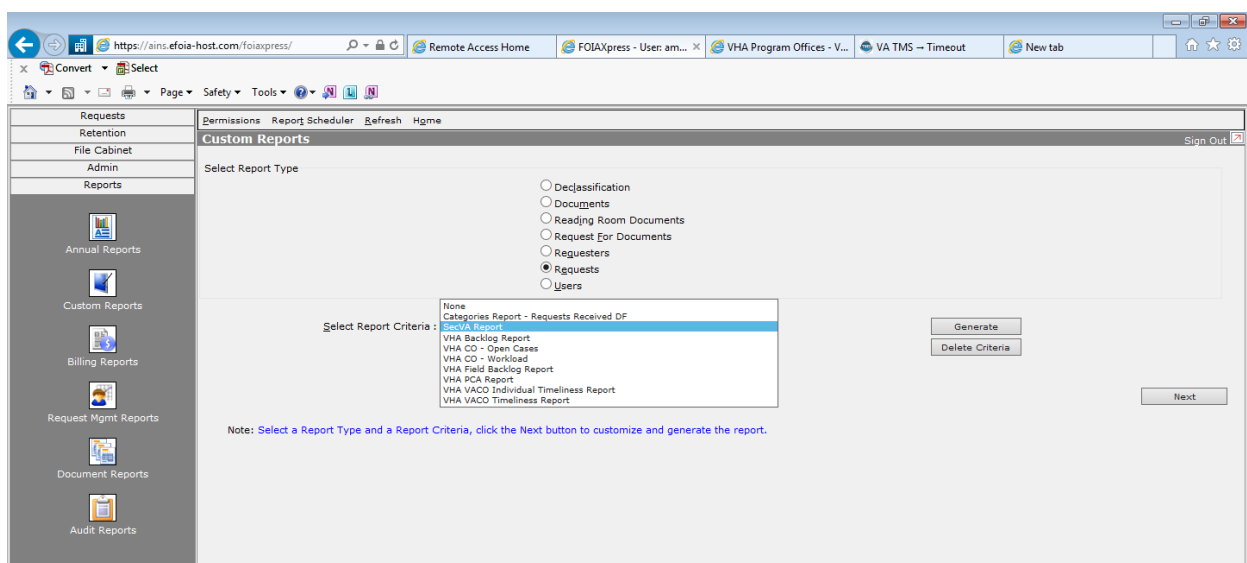 https://ains.efoia-host.com/foiaxpress/
Remote Access Home
FOIAXpress - User: am...
VHA Program Offices - V...
VA TMS → Timeout
New tab
x Convert Select
Page Safety Tools
Requests
Retention
File Cabinet
Admin
Reports
Annual Reports
Custom Reports
Billing Reports
Request Mgmt Reports
Document Reports
Audit Reports
Permissions Report Scheduler Refresh Home
Custom Reports
Sign Out
Select Report Type
Declassification
Documents
Reading Room Documents
Request For Documents
Requesters
Requests
Users
Select Report Criteria :
None
Categories Report - Requests Received DF
SecVA Report
VHA Backlog Report
VHA CO - Open Cases
VHA CO - Workload
VHA Field Backlog Report
VHA PCA Report
VHA VACO Individual Timeliness Report
VHA VACO Timeliness Report
Generate
Delete Criteria
Next
Note: Select a Report Type and a Report Criteria, click the Next button to customize and generate the report.